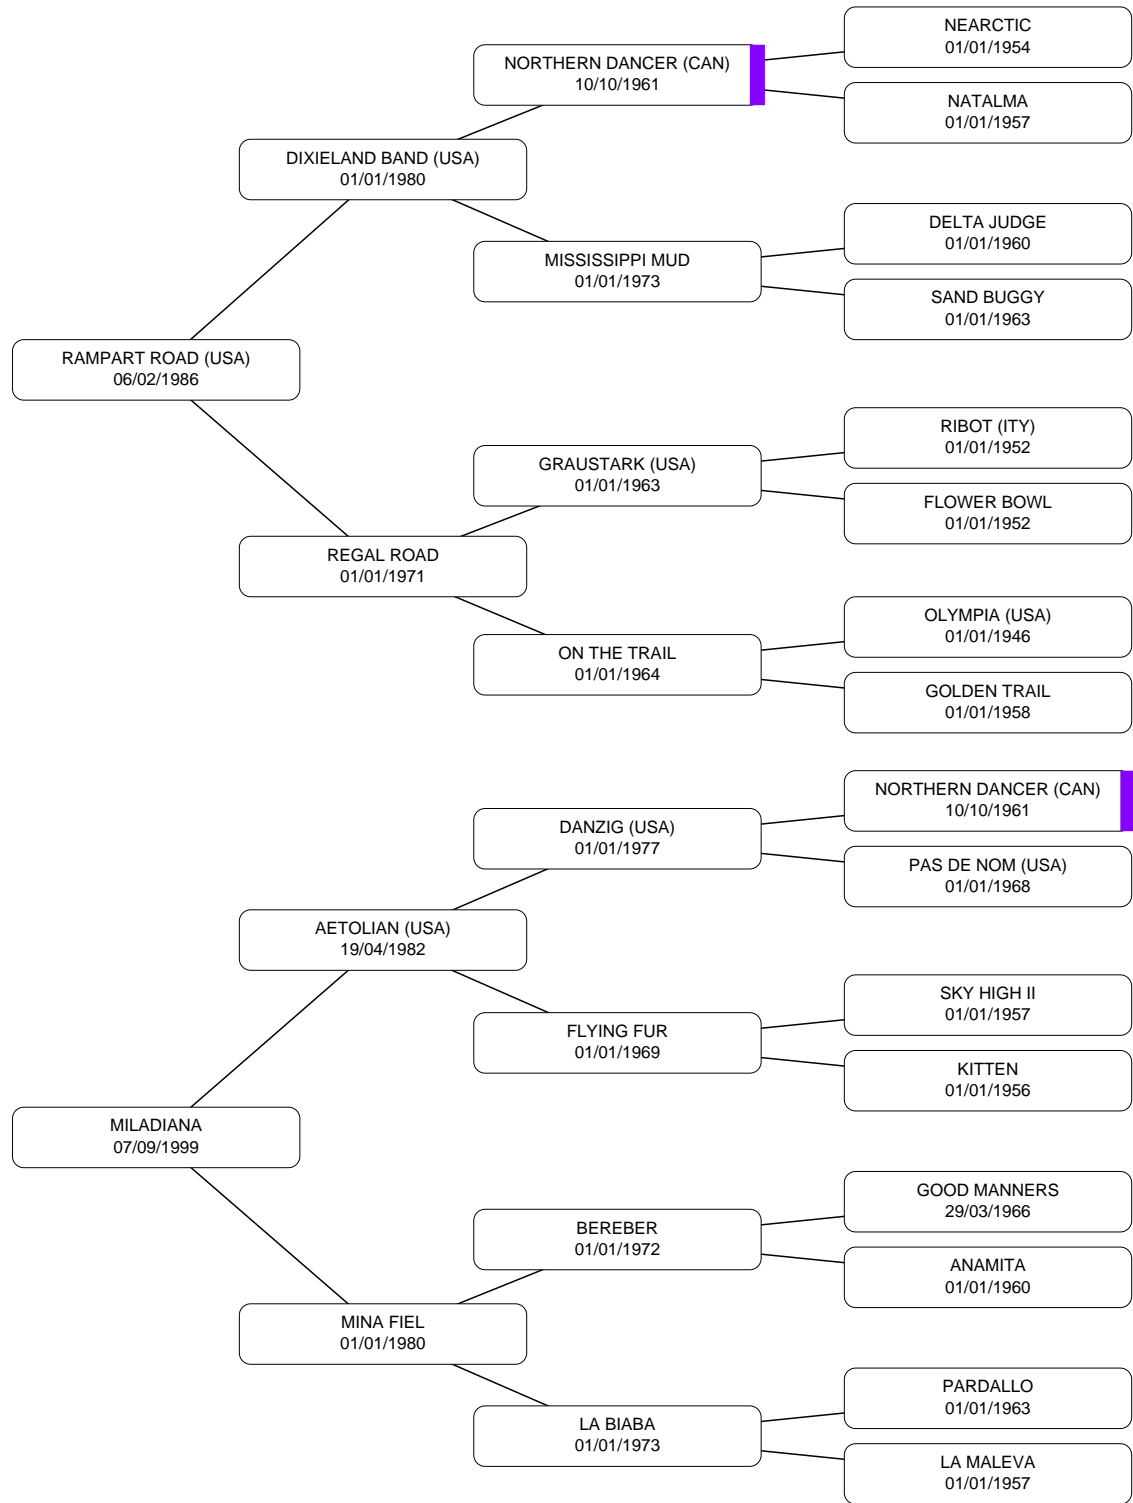 NEARCTIC
01/01/1954
NORTHERN DANCER (CAN)
10/10/1961
NATALMA
01/01/1957
DIXIELAND BAND (USA)
01/01/1980
DELTA JUDGE
01/01/1960
MISSISSIPPI MUD
01/01/1973
SAND BUGGY
01/01/1963
RAMPART ROAD (USA)
06/02/1986
RIBOT (ITY)
01/01/1952
GRAUSTARK (USA)
01/01/1963
FLOWER BOWL
01/01/1952
REGAL ROAD
01/01/1971
OLYMPIA (USA)
01/01/1946
ON THE TRAIL
01/01/1964
GOLDEN TRAIL
01/01/1958
NORTHERN DANCER (CAN)
10/10/1961
DANZIG (USA)
01/01/1977
PAS DE NOM (USA)
01/01/1968
AETOLIAN (USA)
19/04/1982
SKY HIGH II
01/01/1957
FLYING FUR
01/01/1969
KITTEN
01/01/1956
MILADIANA
07/09/1999
GOOD MANNERS
29/03/1966
BEREBER
01/01/1972
ANAMITA
01/01/1960
MINA FIEL
01/01/1980
PARDALLO
01/01/1963
LA BIABA
01/01/1973
LA MALEVA
01/01/1957